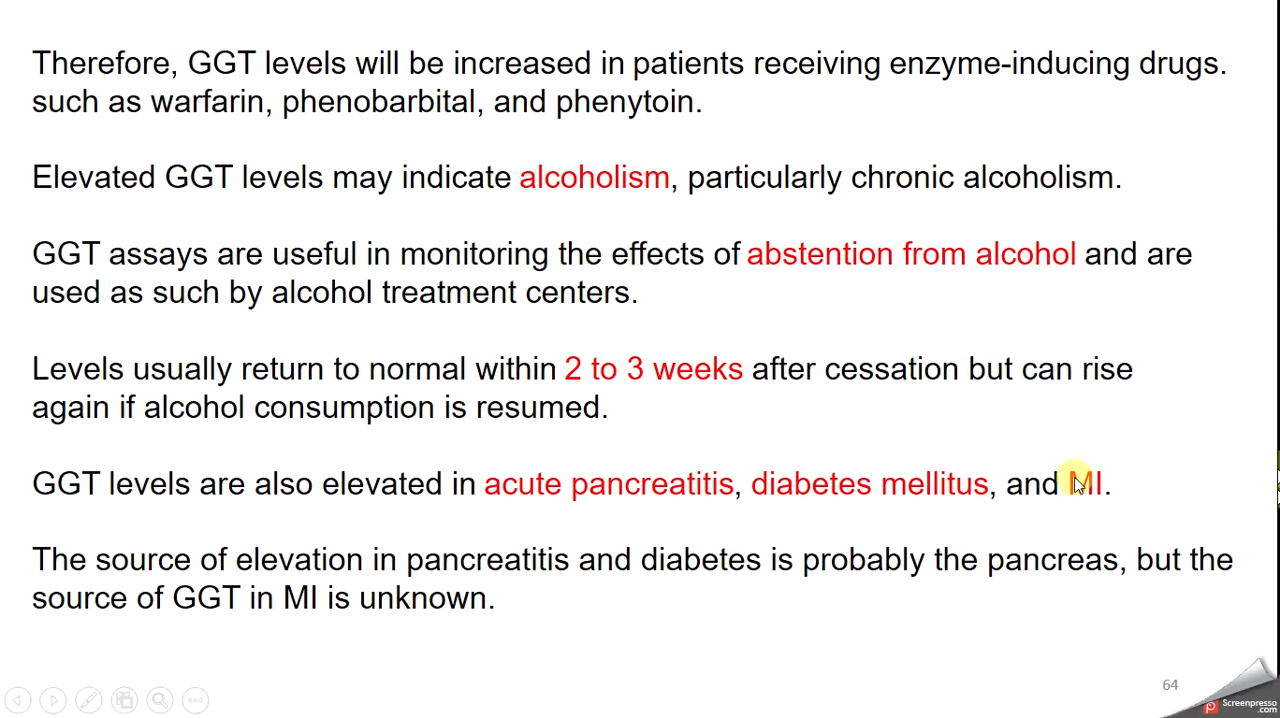 Therefore, GGT levels will be increased in patients receiving enzyme-inducing drugs.
such as warfarin, phenobarbital, and phenytoin.
Elevated GGT levels may indicate alcoholism, particularly chronic alcoholism.
GGT assays are useful in monitoring the effects of abstention from alcohol and are
used as such by alcohol treatment centers.
Levels usually return to normal within 2 to 3 weeks after cessation but can rise
again if alcohol consumption is resumed.
GGT levels are also elevated in acute pancreatitis, diabetes mellitus, and MI.
The source of elevation in pancreatitis and diabetes is probably the pancreas, but the
source of GGT in MI is unknown.
64
Screenpresso
.com